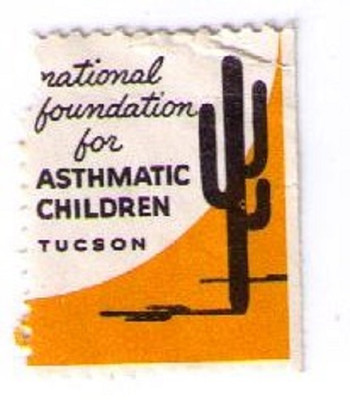 national
foundation
for
ASTHMATIC
CHILDREN
TUCSON